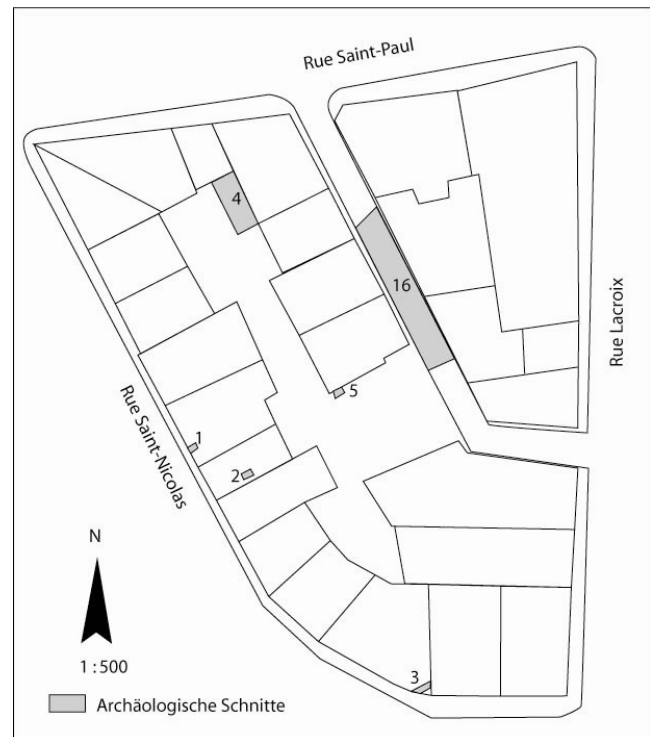 Rue Saint-Paul
4
16
Rue Lacroix
5
Rue Saint-Nicolas
1
2
3
N
1 : 500
Archäologische Schnitte